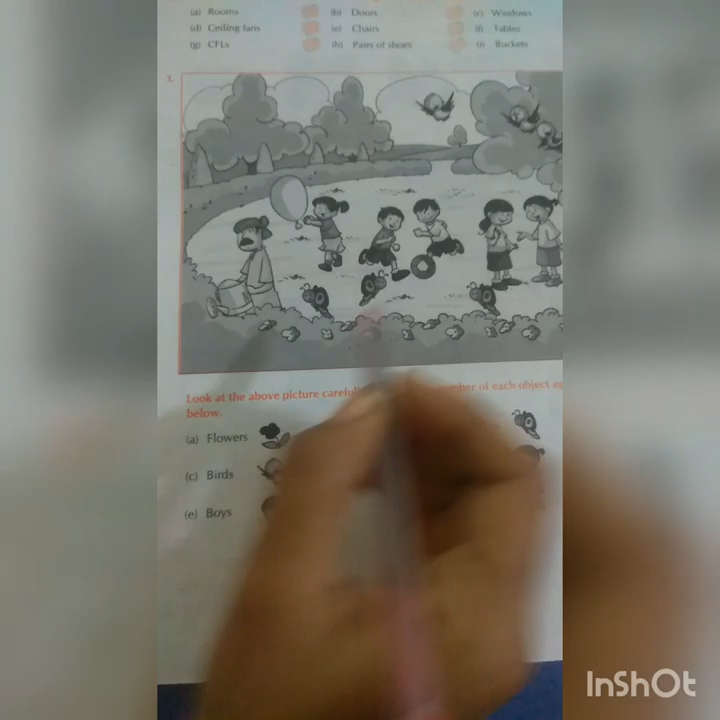 (a) Rooms (b) Doors (c) Windows
(d) Ceiling fans (e) Chairs (f) Tables
(g) CFLs (h) Pairs of shoes (i) Buckets
3.
Look at the above picture number of each object
below.
(a) Flowers
(c) Birds
(e) Boys
InShOt